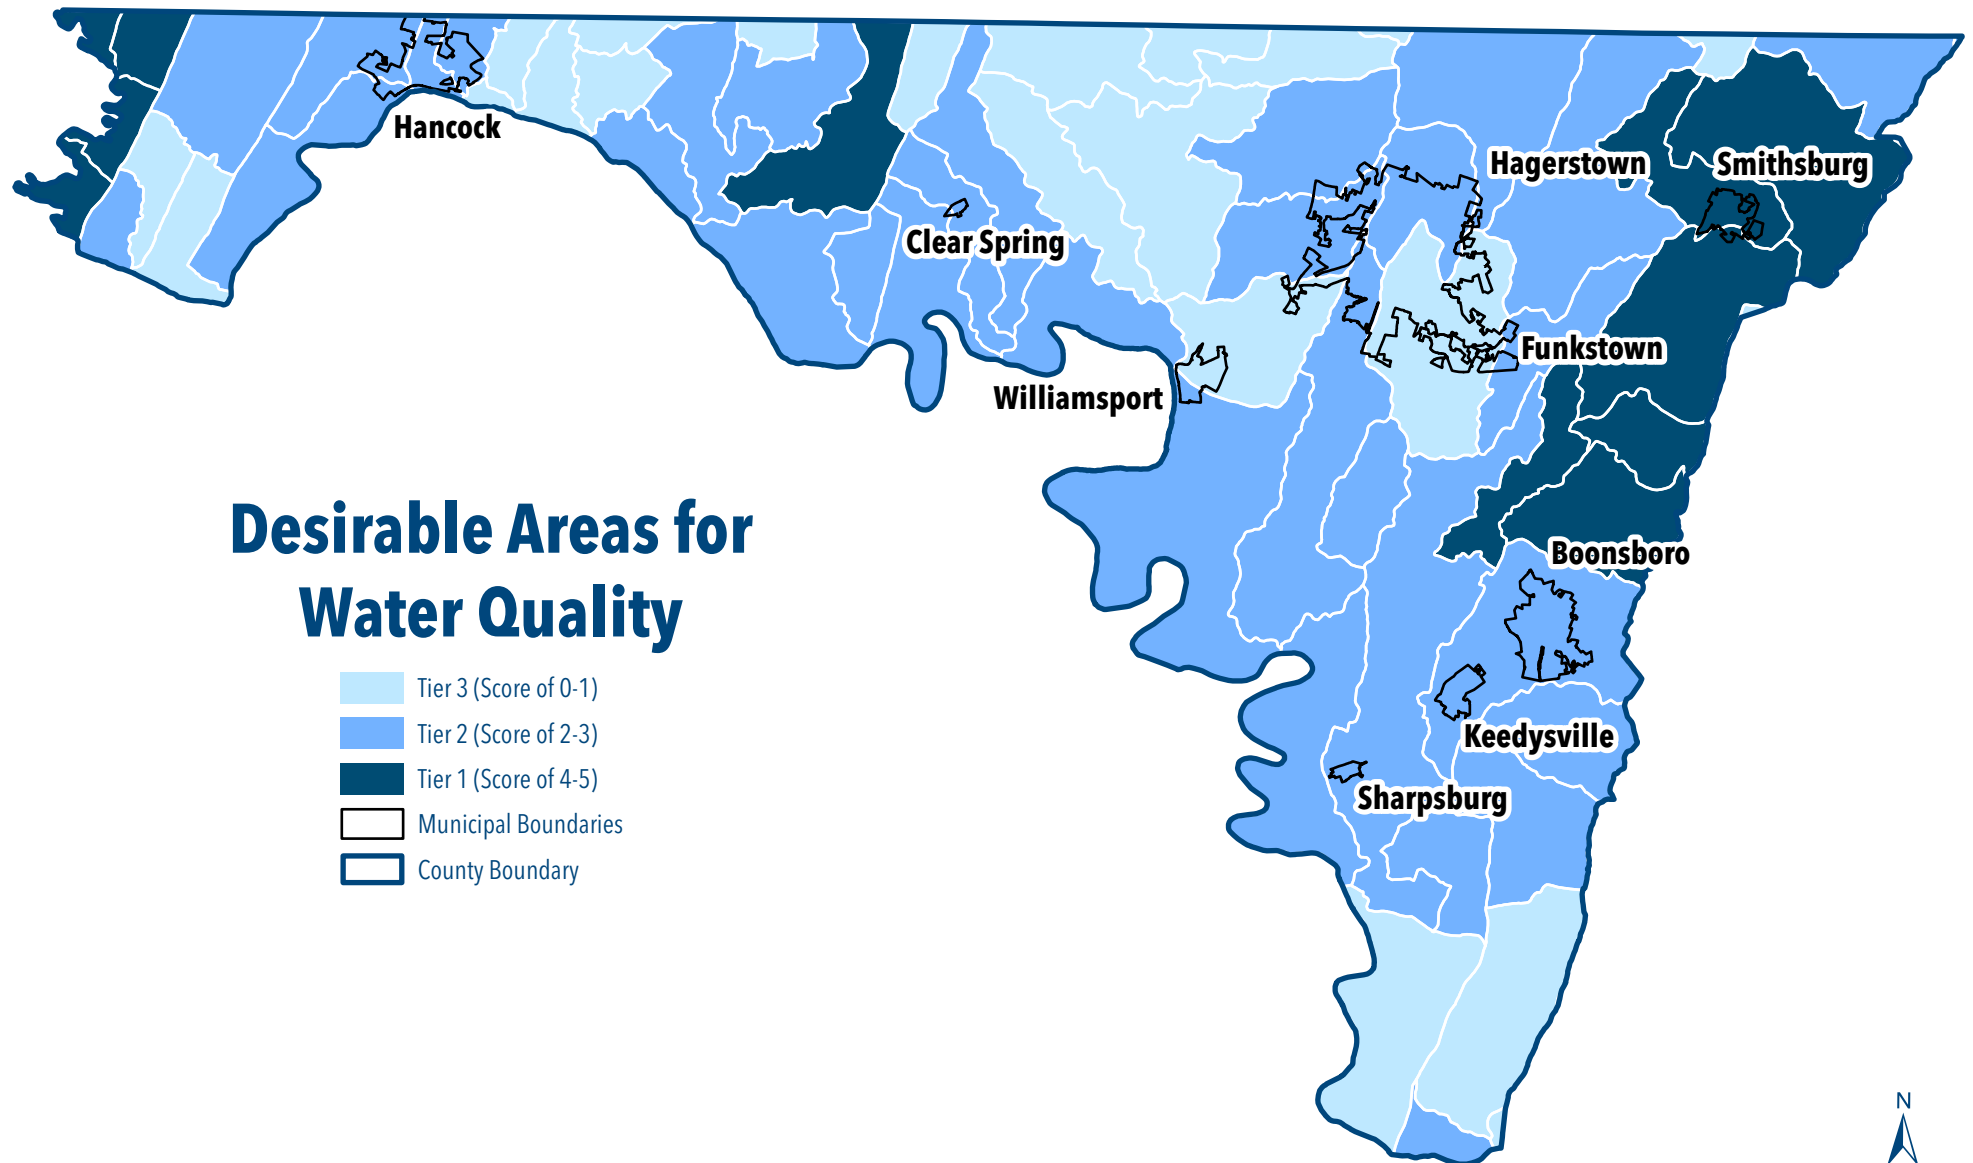 Hancock
Hagerstown
Smithsburg
Clear Spring
Funkstown
Williamsport
Desirable Areas for
Water Quality
Boonsboro
Tier 3 (Score of 0-1)
Tier 2 (Score of 2-3)
Keedysville
Tier 1 (Score of 4-5)
Sharpsburg
Municipal Boundaries
County Boundary
N